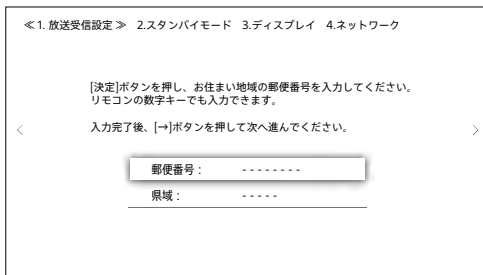 ≪1. 放送受信設定≫ 2.スタンバイモード 3.ディスプレイ 4.ネットワーク
[決定]ボタンを押し、お住まい地域の郵便番号を入力してください。
リモコンの数字キーでも入力できます。
入力完了後、[→]ボタンを押して次へ進んでください。
郵便番号： - - - - - - - -
県域： - - - - -